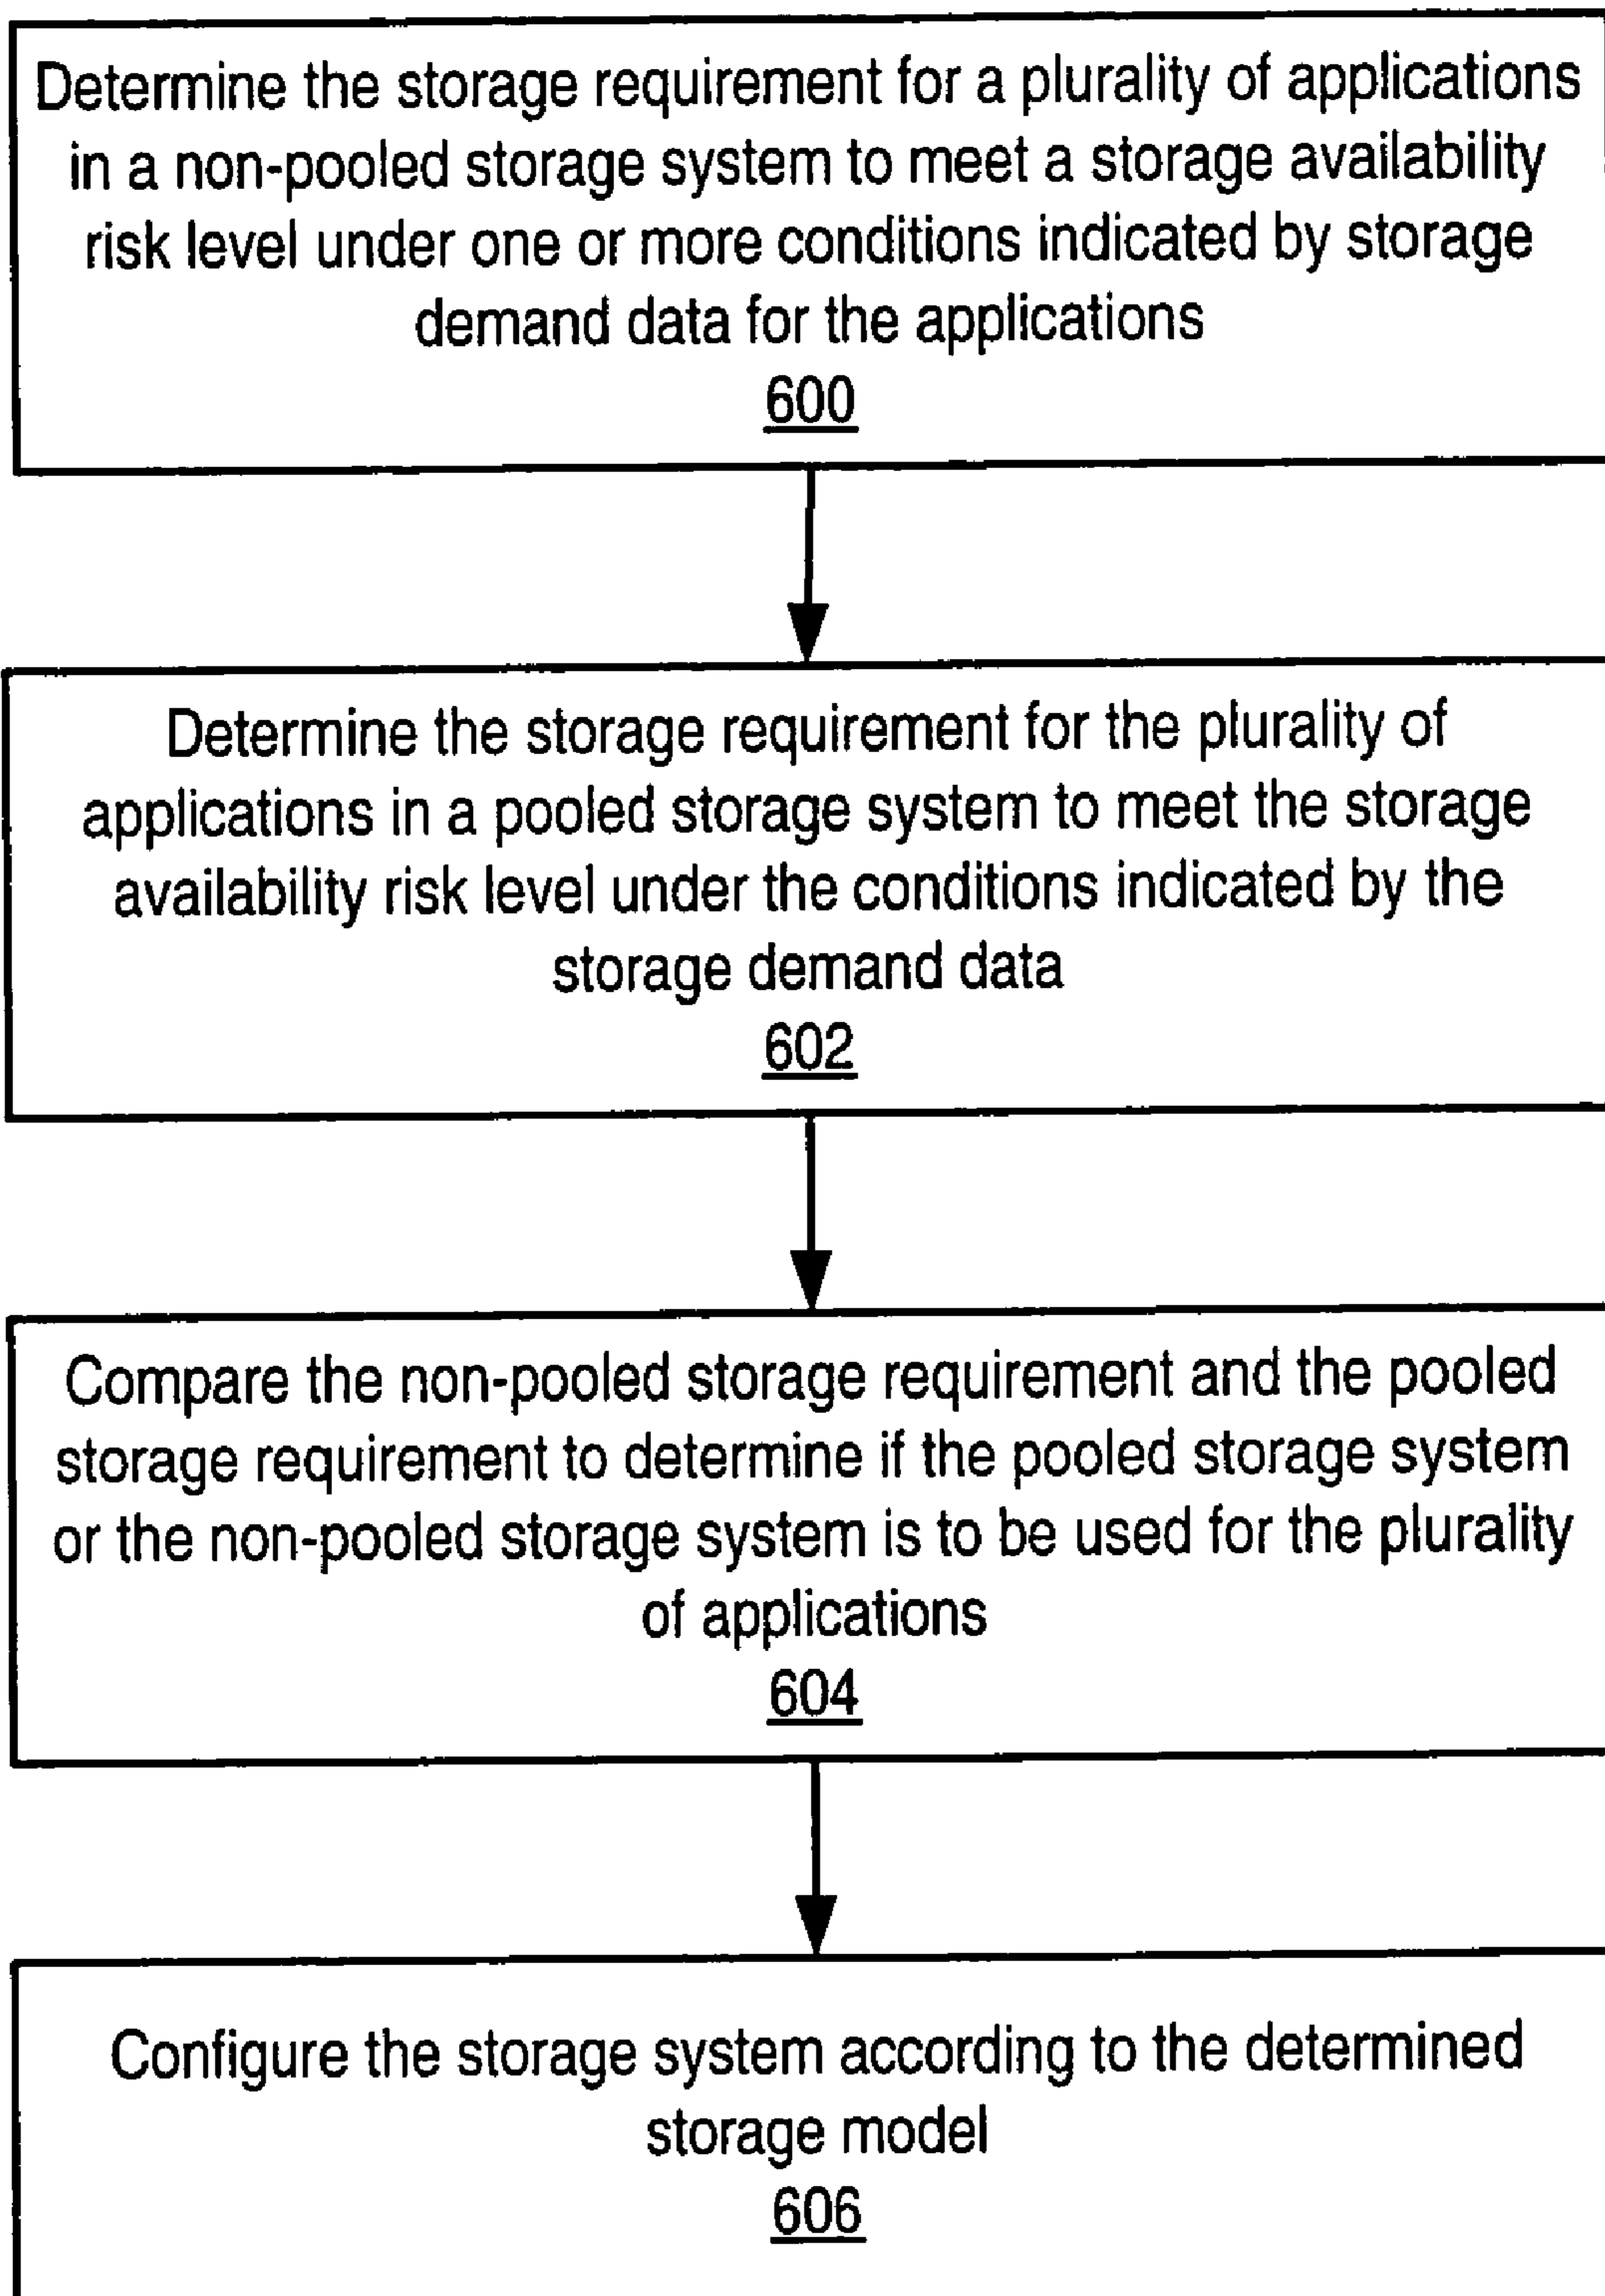 Determine the storage requirement for a plurality of applications
in a non-pooled storage system to meet a storage availability
risk level under one or more conditions indicated by storage
demand data for the applications
600
Determine the storage requirement for the plurality of
applications in a pooled storage system to meet the storage
availability risk level under the conditions indicated by the
storage demand data
602
Compare the non-pooled storage requirement and the pooled
storage requirement to determine if the pooled storage system
or the non-pooled storage system is to be used for the plurality
of applications
604
Configure the storage system according to the determined
storage model
606